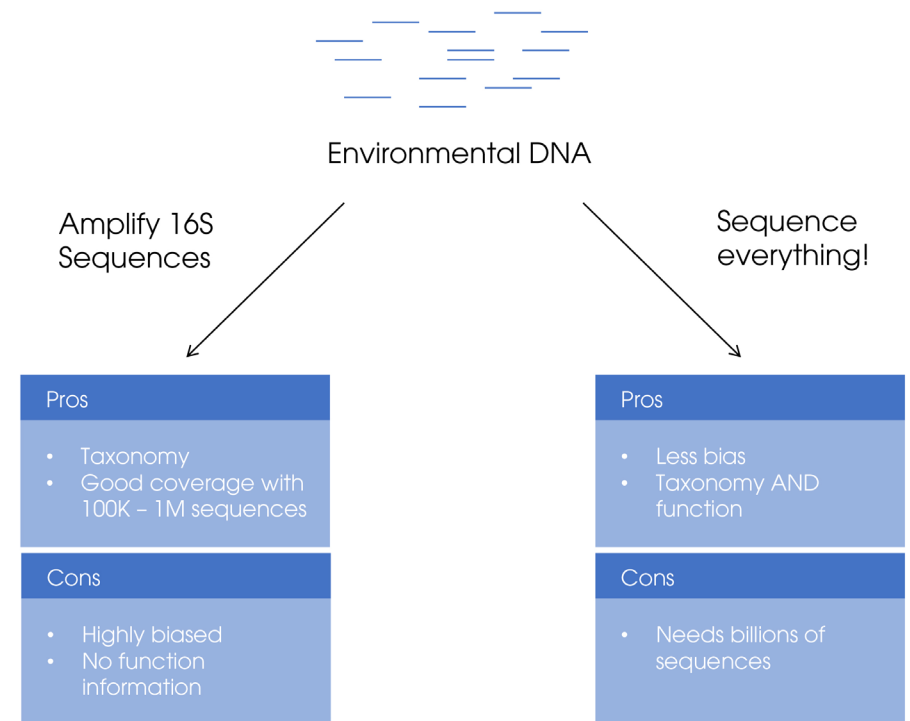 Environmental DNA
Amplify 16S
Sequences
Sequence
everything!
Pros
• Taxonomy
• Good coverage with
100K – 1M sequences
Cons
• Highly biased
• No function
information
Pros
• Less bias
• Taxonomy AND
function
Cons
• Needs billions of
sequences